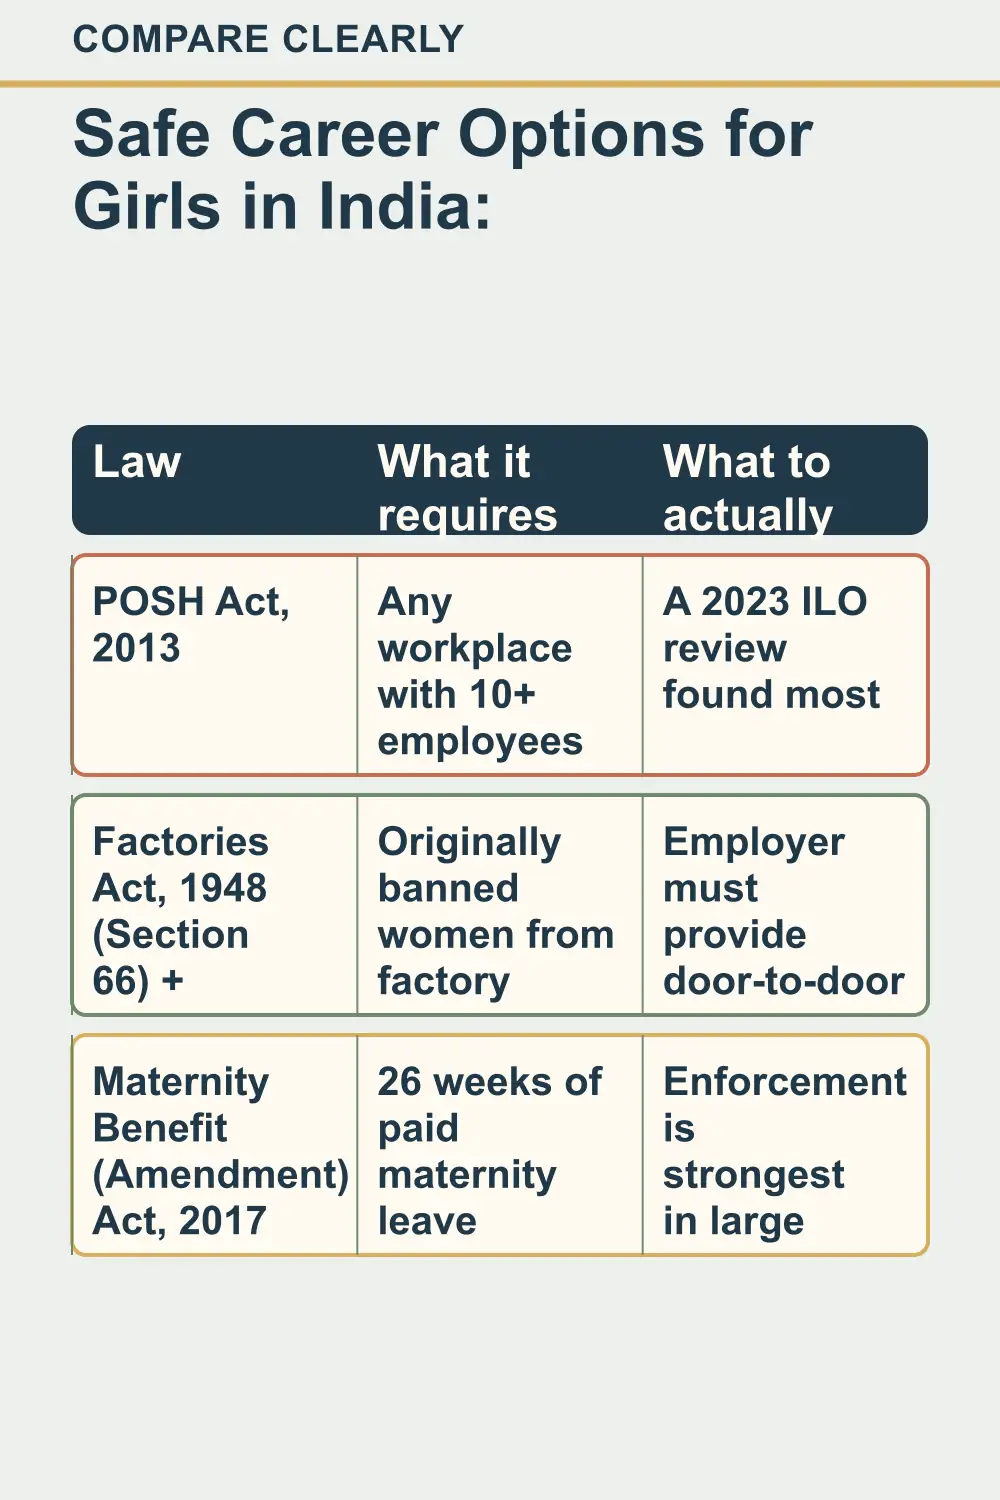 COMPARE CLEARLY
Safe Career Options for
Girls in India:
Law
What it
requires
What to
actually
POSH Act,
2013
Any
workplace
with 10+
employees
A 2023 ILO
review
found most
Factories
Act, 1948
(Section
66) +
Originally
banned
women from
factory
Employer
must
provide
door-to-door
Maternity
Benefit
(Amendment)
Act, 2017
26 weeks of
paid
maternity
leave
Enforcement
is
strongest
in large